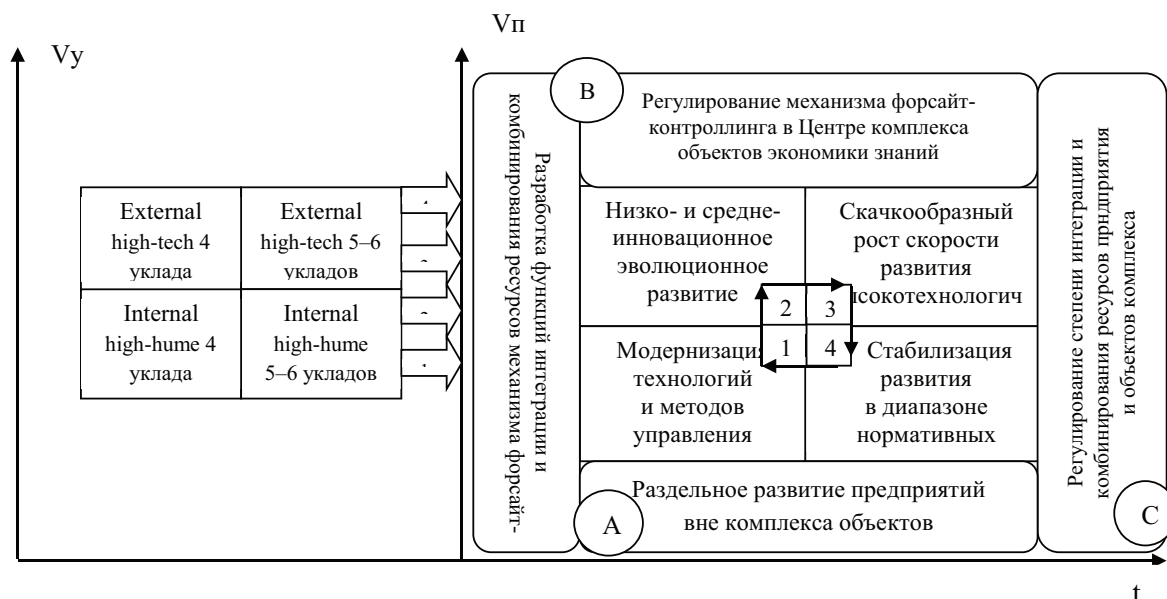 Vу
Vп
External
high-tech 4
уклада
External
high-tech 5–6
укладов
Internal
high-hume 4
уклада
Internal
high-hume
5–6 укладов
Разработка функций интеграции и
комбинирования ресурсов механизма форсайт-
B
Регулирование механизма форсайт-
контроллинга в Центре комплекса
объектов экономики знаний
Низко- и средне-
инновационное
эволюционное
развитие
Скачкообразный
рост скорости
развития
2
3
1
4
Модернизация
технологий
и методов
управления
Стабилизация
развития
в диапазоне
нормативных
Раздельное развитие предприятий
вне комплекса объектов
A
Регулирование степени интеграции и
комбинирования ресурсов прндприятия
и объектов комплекса
C
t